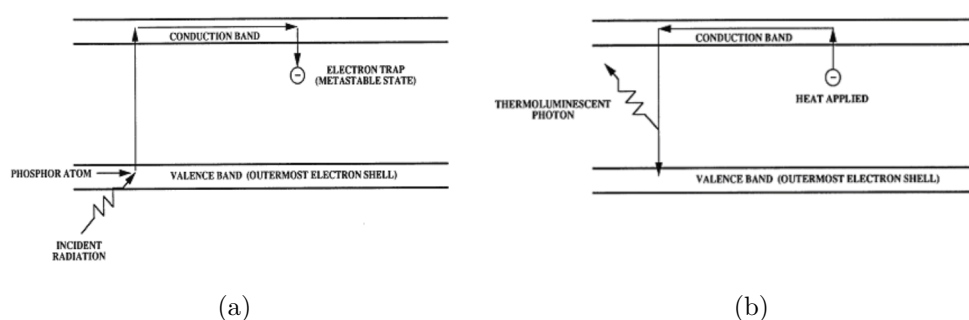 CONDUCTION BAND
ELECTRON TRAP
(METASTABLE STATE)
PHOSPHOR ATOM
VALENCE BAND (OUTERMOST ELECTRON SHELL)
INCIDENT
RADIATION
(a)
CONDUCTION BAND
HEAT APPLIED
THERMOLUMINESCENT
PHOTON
VALENCE BAND (OUTERMOST ELECTRON SHELL)
(b)